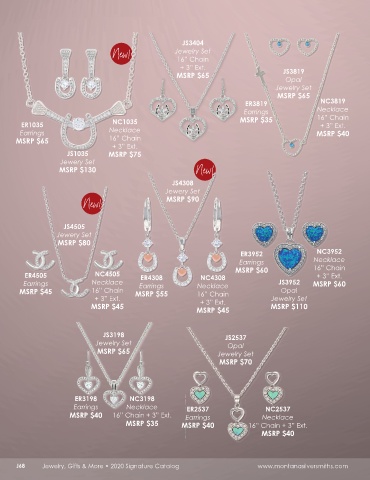 New!
ER1035
Earrings
MSRP $65
JS1035
Jewelry Set
MSRP $130
NC1035
Necklace
16" Chain
+ 3" Ext.
MSRP $75
JS3404
Jewelry Set
16" Chain
+ 3" Ext.
MSRP $65
JS3819
Opal
Jewelry Set
MSRP $65
ER3819
Earrings
MSRP $35
NC3819
Necklace
16" Chain
+ 3" Ext.
MSRP $40
New!
JS4505
Jewelry Set
MSRP $80
ER4505
Earrings
MSRP $45
NC4505
Necklace
16" Chain
+ 3" Ext.
MSRP $45
New!
JS4308
Jewelry Set
MSRP $90
ER4308
Earrings
MSRP $55
NC4308
Necklace
16" Chain
+ 3" Ext.
MSRP $45
ER3952
Earrings
MSRP $60
JS3952
Opal
Jewelry Set
MSRP $110
NC3952
Necklace
16" Chain
+ 3" Ext.
MSRP $60
JS3198
Jewelry Set
MSRP $65
ER3198
Earrings
MSRP $40
NC3198
Necklace
16" Chain + 3" Ext.
MSRP $35
JS2537
Opal
Jewelry Set
MSRP $70
ER2537
Earrings
MSRP $40
NC2537
Necklace
16" Chain + 3" Ext.
MSRP $40
J68 Jewelry, Gifts & More • 2020 Signature Catalog www.montanasilversmiths.com